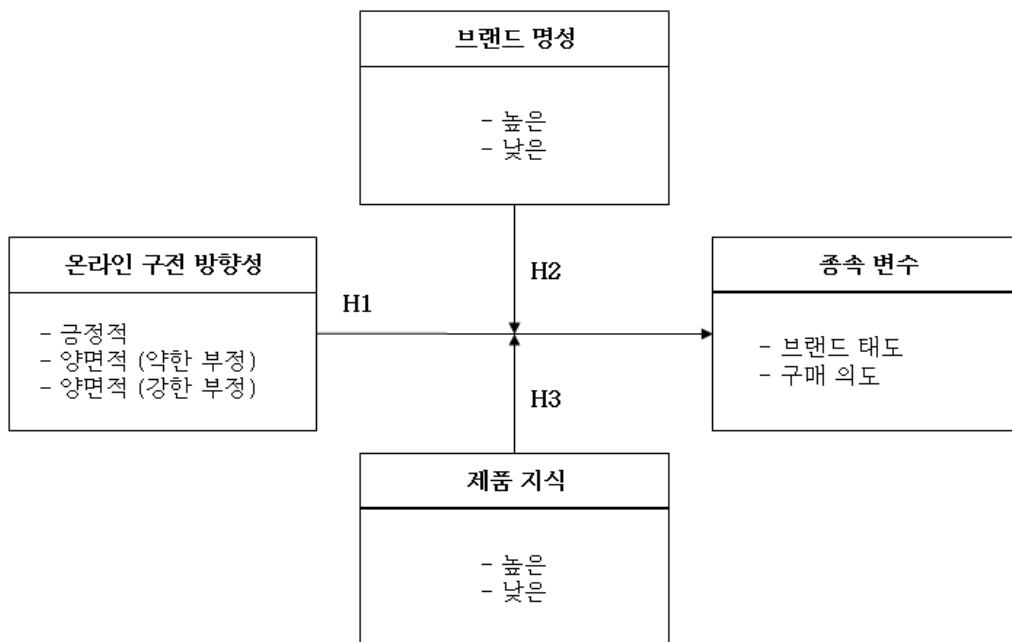 브랜드 명성
- 높은
- 낮은
온라인 구전 방향성
- 긍정적
- 양면적 (약한 부정)
- 양면적 (강한 부정)
H1
H2
H3
종속 변수
- 브랜드 태도
- 구매 의도
제품 지식
- 높은
- 낮은